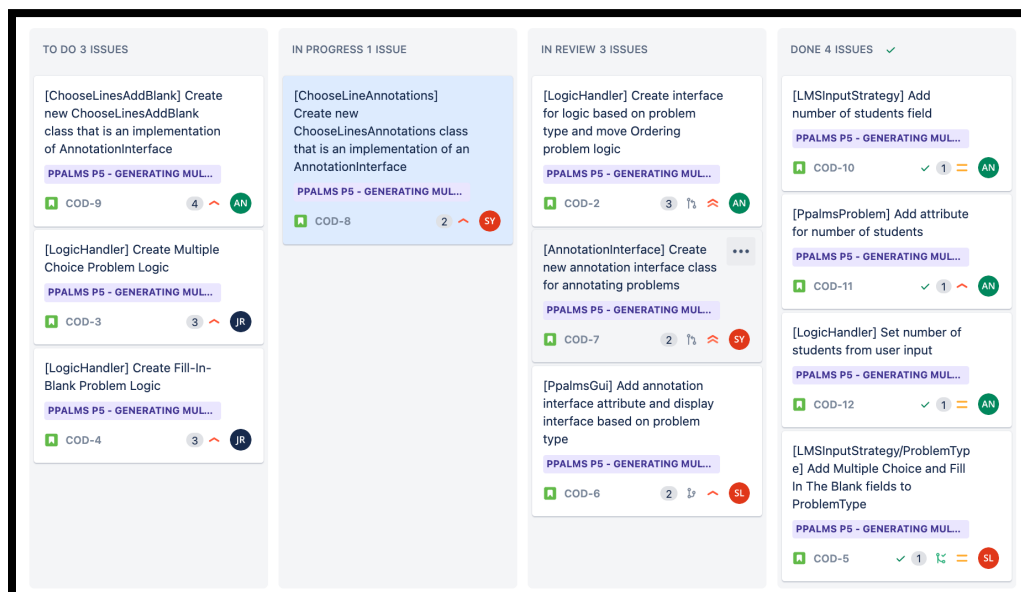 TO DO 3 ISSUES
[ChooseLinesAddBlank] Create
new ChooseLinesAddBlank
class that is an implementation
of AnnotationInterface
PPALMS P5 - GENERATING MUL...
COD-9 4 AN
[LogicHandler] Create Multiple
Choice Problem Logic
PPALMS P5 - GENERATING MUL...
COD-3 3 JR
[LogicHandler] Create Fill-In-
Blank Problem Logic
PPALMS P5 - GENERATING MUL...
COD-4 3 JR
IN PROGRESS 1 ISSUE
[ChooseLineAnnotations]
Create new
ChooseLinesAnnotations class
that is an implementation of an
AnnotationInterface
PPALMS P5 - GENERATING MUL...
COD-8 2 SY
IN REVIEW 3 ISSUES
[LogicHandler] Create interface
for logic based on problem
type and move Ordering
problem logic
PPALMS P5 - GENERATING MUL...
COD-2 3 AN
[AnnotationInterface] Create
new annotation interface class
for annotating problems
PPALMS P5 - GENERATING MUL...
COD-7 2 SY
[PpalmsGui] Add annotation
interface attribute and display
interface based on problem
type
PPALMS P5 - GENERATING MUL...
COD-6 2 SL
DONE 4 ISSUES
[LMSInputStrategy] Add
number of students field
PPALMS P5 - GENERATING MUL...
COD-10 1 AN
[PpalmsProblem] Add attribute
for number of students
PPALMS P5 - GENERATING MUL...
COD-11 1 AN
[LogicHandler] Set number of
students from user input
PPALMS P5 - GENERATING MUL...
COD-12 1 AN
[LMSInputStrategy/ProblemTyp
e] Add Multiple Choice and Fill
In The Blank fields to
ProblemType
PPALMS P5 - GENERATING MUL...
COD-5 1 SL